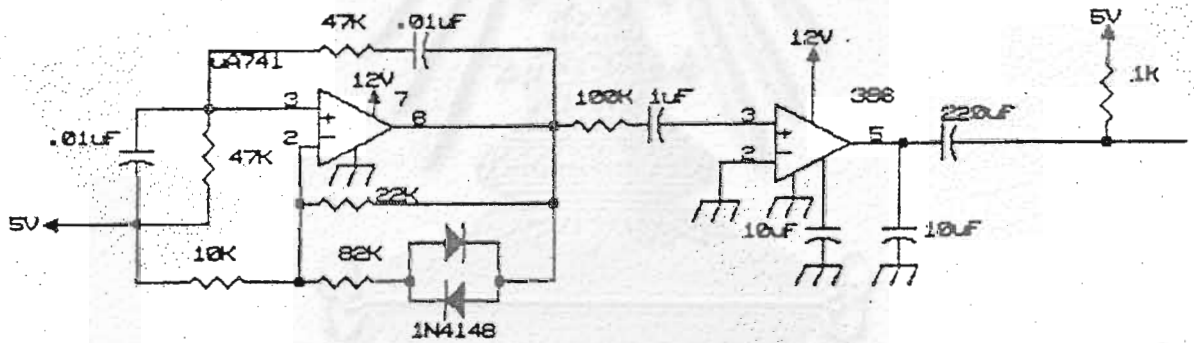 47K
.01uF
5V
uA741
12V
12V
7
.1K
3
6
100K
1uF
3
386
220uF
2
5
.01uF
47K
2
22K
5V
10uF
10uF
10K
82K
1N4148